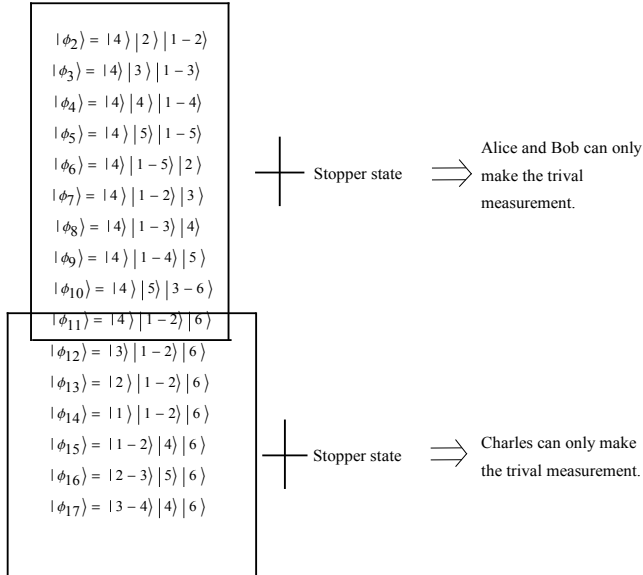 |ϕ2⟩ = |4⟩|2⟩|1−2⟩
|ϕ3⟩ = |4⟩|3⟩|1−3⟩
|ϕ4⟩ = |4⟩|4⟩|1−4⟩
|ϕ5⟩ = |4⟩|5⟩|1−5⟩
|ϕ6⟩ = |4⟩|1−5⟩|2⟩
|ϕ7⟩ = |4⟩|1−2⟩|3⟩
|ϕ8⟩ = |4⟩|1−3⟩|4⟩
|ϕ9⟩ = |4⟩|1−4⟩|5⟩
|ϕ10⟩ = |4⟩|5⟩|3−6⟩
|ϕ11⟩ = |4⟩|1−2⟩|6⟩
Stopper state
Alice and Bob can only
make the trival
measurement.
|ϕ12⟩ = |3⟩|1−2⟩|6⟩
|ϕ13⟩ = |2⟩|1−2⟩|6⟩
|ϕ14⟩ = |1⟩|1−2⟩|6⟩
|ϕ15⟩ = |1−2⟩|4⟩|6⟩
|ϕ16⟩ = |2−3⟩|5⟩|6⟩
|ϕ17⟩ = |3−4⟩|4⟩|6⟩
Stopper state
Charles can only make
the trival measurement.